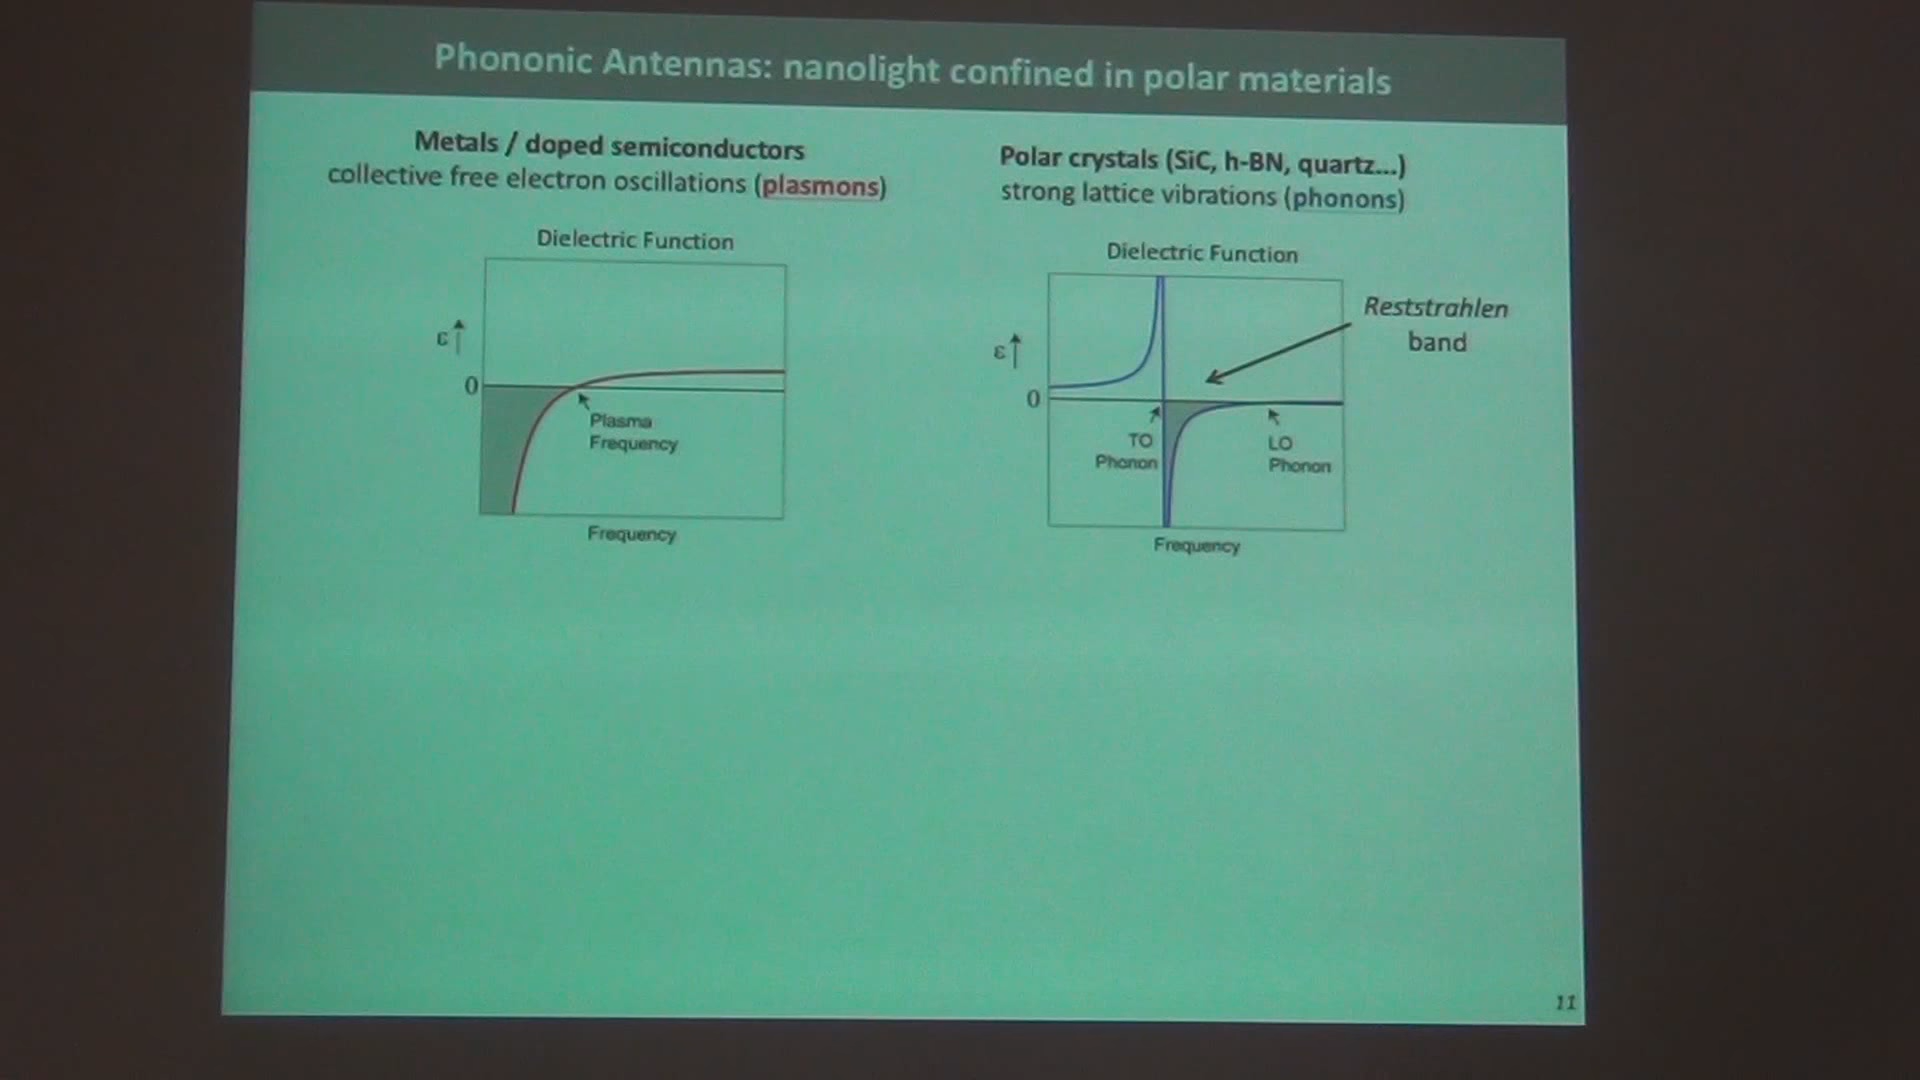 Phononic Antennas: nanolight confined in polar materials
Metals / doped semiconductors
collective free electron oscillations (plasmons)
Dielectric Function
ε
0
Plasma
Frequency
Frequency
Polar crystals (SiC, h-BN, quartz...)
strong lattice vibrations (phonons)
Dielectric Function
Reststrahlen
band
ε
0
TO
Phonon
LO
Phonon
Frequency
11